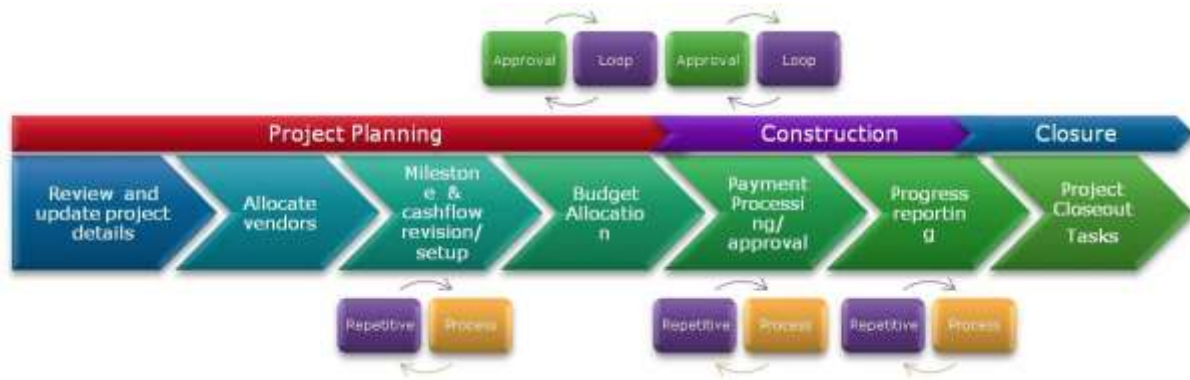 Approval
Loop
Approval
Loop
Project Planning
Construction
Closure
Review and
update project
details
Allocate
vendors
Mileston
e &
cashflow
revision/
setup
Budget
Allocatio
n
Payment
Processi
ng/
approval
Progress
reportin
g
Project
Closeout
Tasks
Repetitive
Process
Repetitive
Process
Repetitive
Process